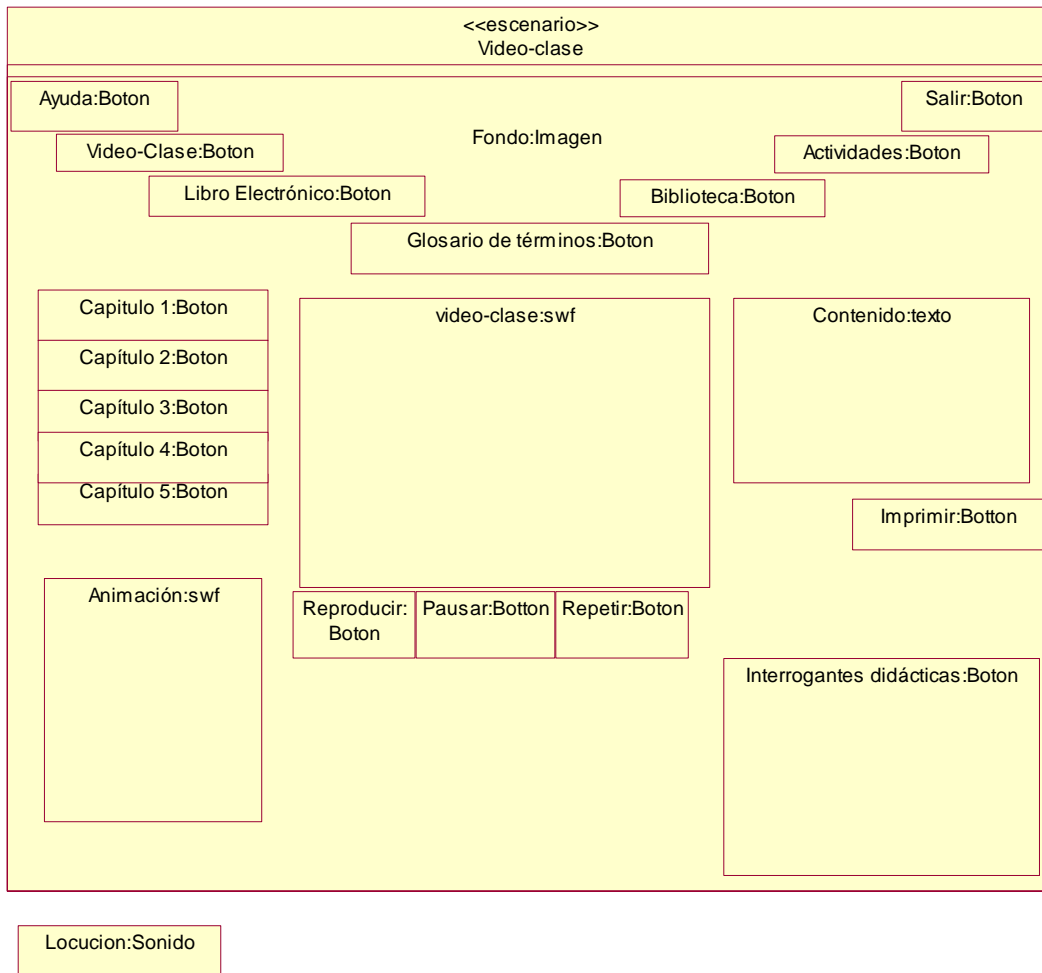 <<escenario>>
Video-clase
Ayuda:Boton
Salir:Boton
Fondo:Imagen
Video-Clase:Boton
Actividades:Boton
Libro Electrónico:Boton
Biblioteca:Boton
Glosario de términos:Boton
Capitulo 1:Boton
Capítulo 2:Boton
Capítulo 3:Boton
Capítulo 4:Boton
Capítulo 5:Boton
video-clase:swf
Contenido:texto
Imprimir:Botton
Animación:swf
Reproducir:
Boton
Pausar:Botton
Repetir:Boton
Interrogantes didácticas:Boton
Locucion:Sonido